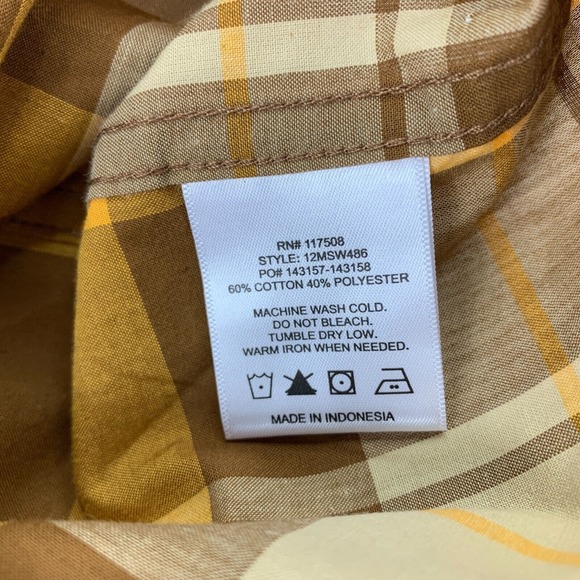 RN# 117508
STYLE: 12MSW486
PO# 143157-143158
60% COTTON 40% POLYESTER
MACHINE WASH COLD.
DO NOT BLEACH.
TUMBLE DRY LOW.
WARM IRON WHEN NEEDED.
MADE IN INDONESIA